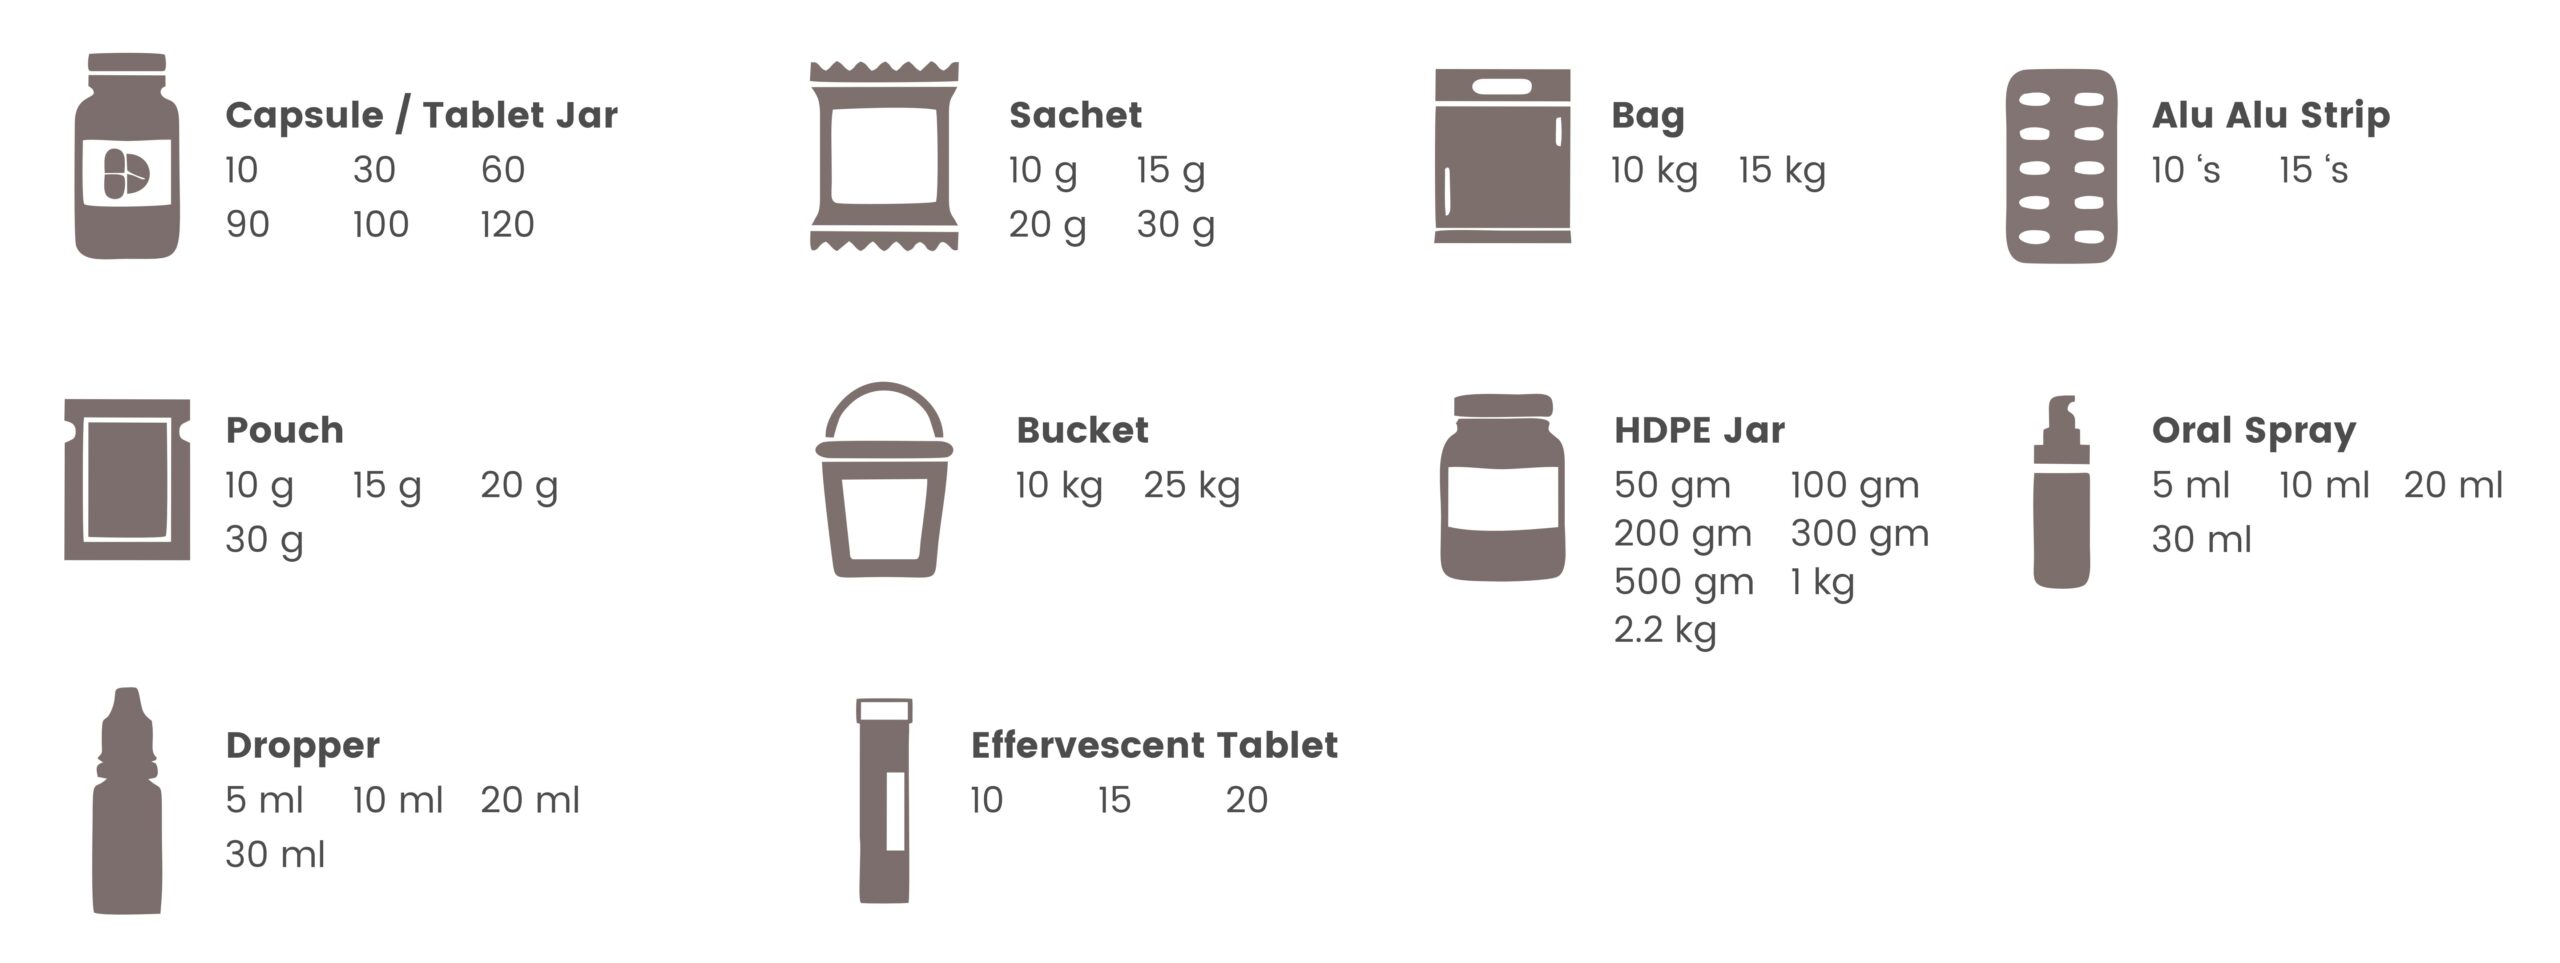 Capsule / Tablet Jar
10 30 60
90 100 120
Sachet
10 g 15 g
20 g 30 g
Bag
10 kg 15 kg
Alu Alu Strip
10 ‘s 15 ‘s
Pouch
10 g 15 g 20 g
30 g
Bucket
10 kg 25 kg
HDPE Jar
50 gm 100 gm
200 gm 300 gm
500 gm 1 kg
2.2 kg
Oral Spray
5 ml 10 ml 20 ml
30 ml
Dropper
5 ml 10 ml 20 ml
30 ml
Effervescent Tablet
10 15 20